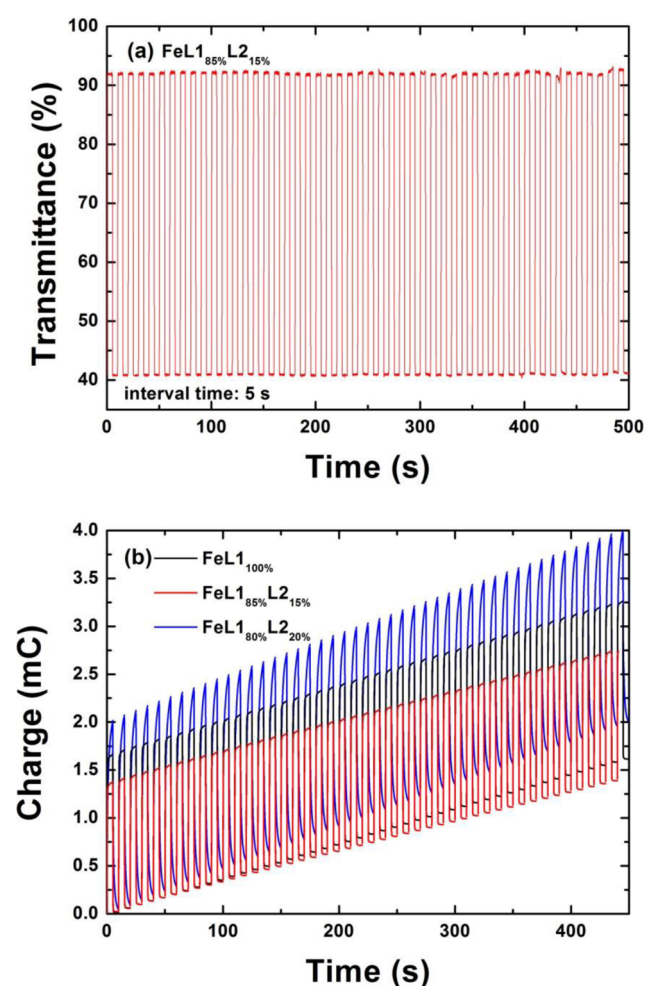 100
(a) FeL185%L215%
90
80
70
60
50
40
Transmittance (%)
interval time: 5 s
0 100 200 300 400 500
Time (s)
4.0
(b) FeL1100%
3.5
FeL185%L215%
3.0
FeL180%L220%
2.5
2.0
1.5
1.0
0.5
0.0
Charge (mC)
0 100 200 300 400
Time (s)